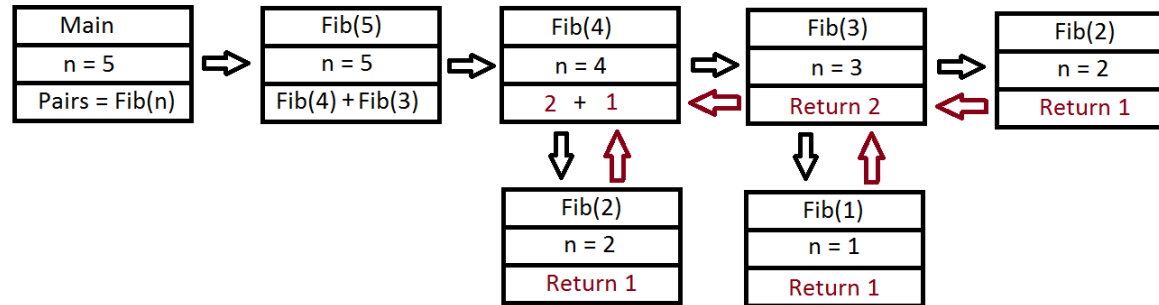 Main
n = 5
Pairs = Fib(n)
Fib(5)
n = 5
Fib(4) + Fib(3)
Fib(4)
n = 4
2 + 1
Fib(3)
n = 3
Return 2
Fib(2)
n = 2
Return 1
Fib(2)
n = 2
Return 1
Fib(1)
n = 1
Return 1